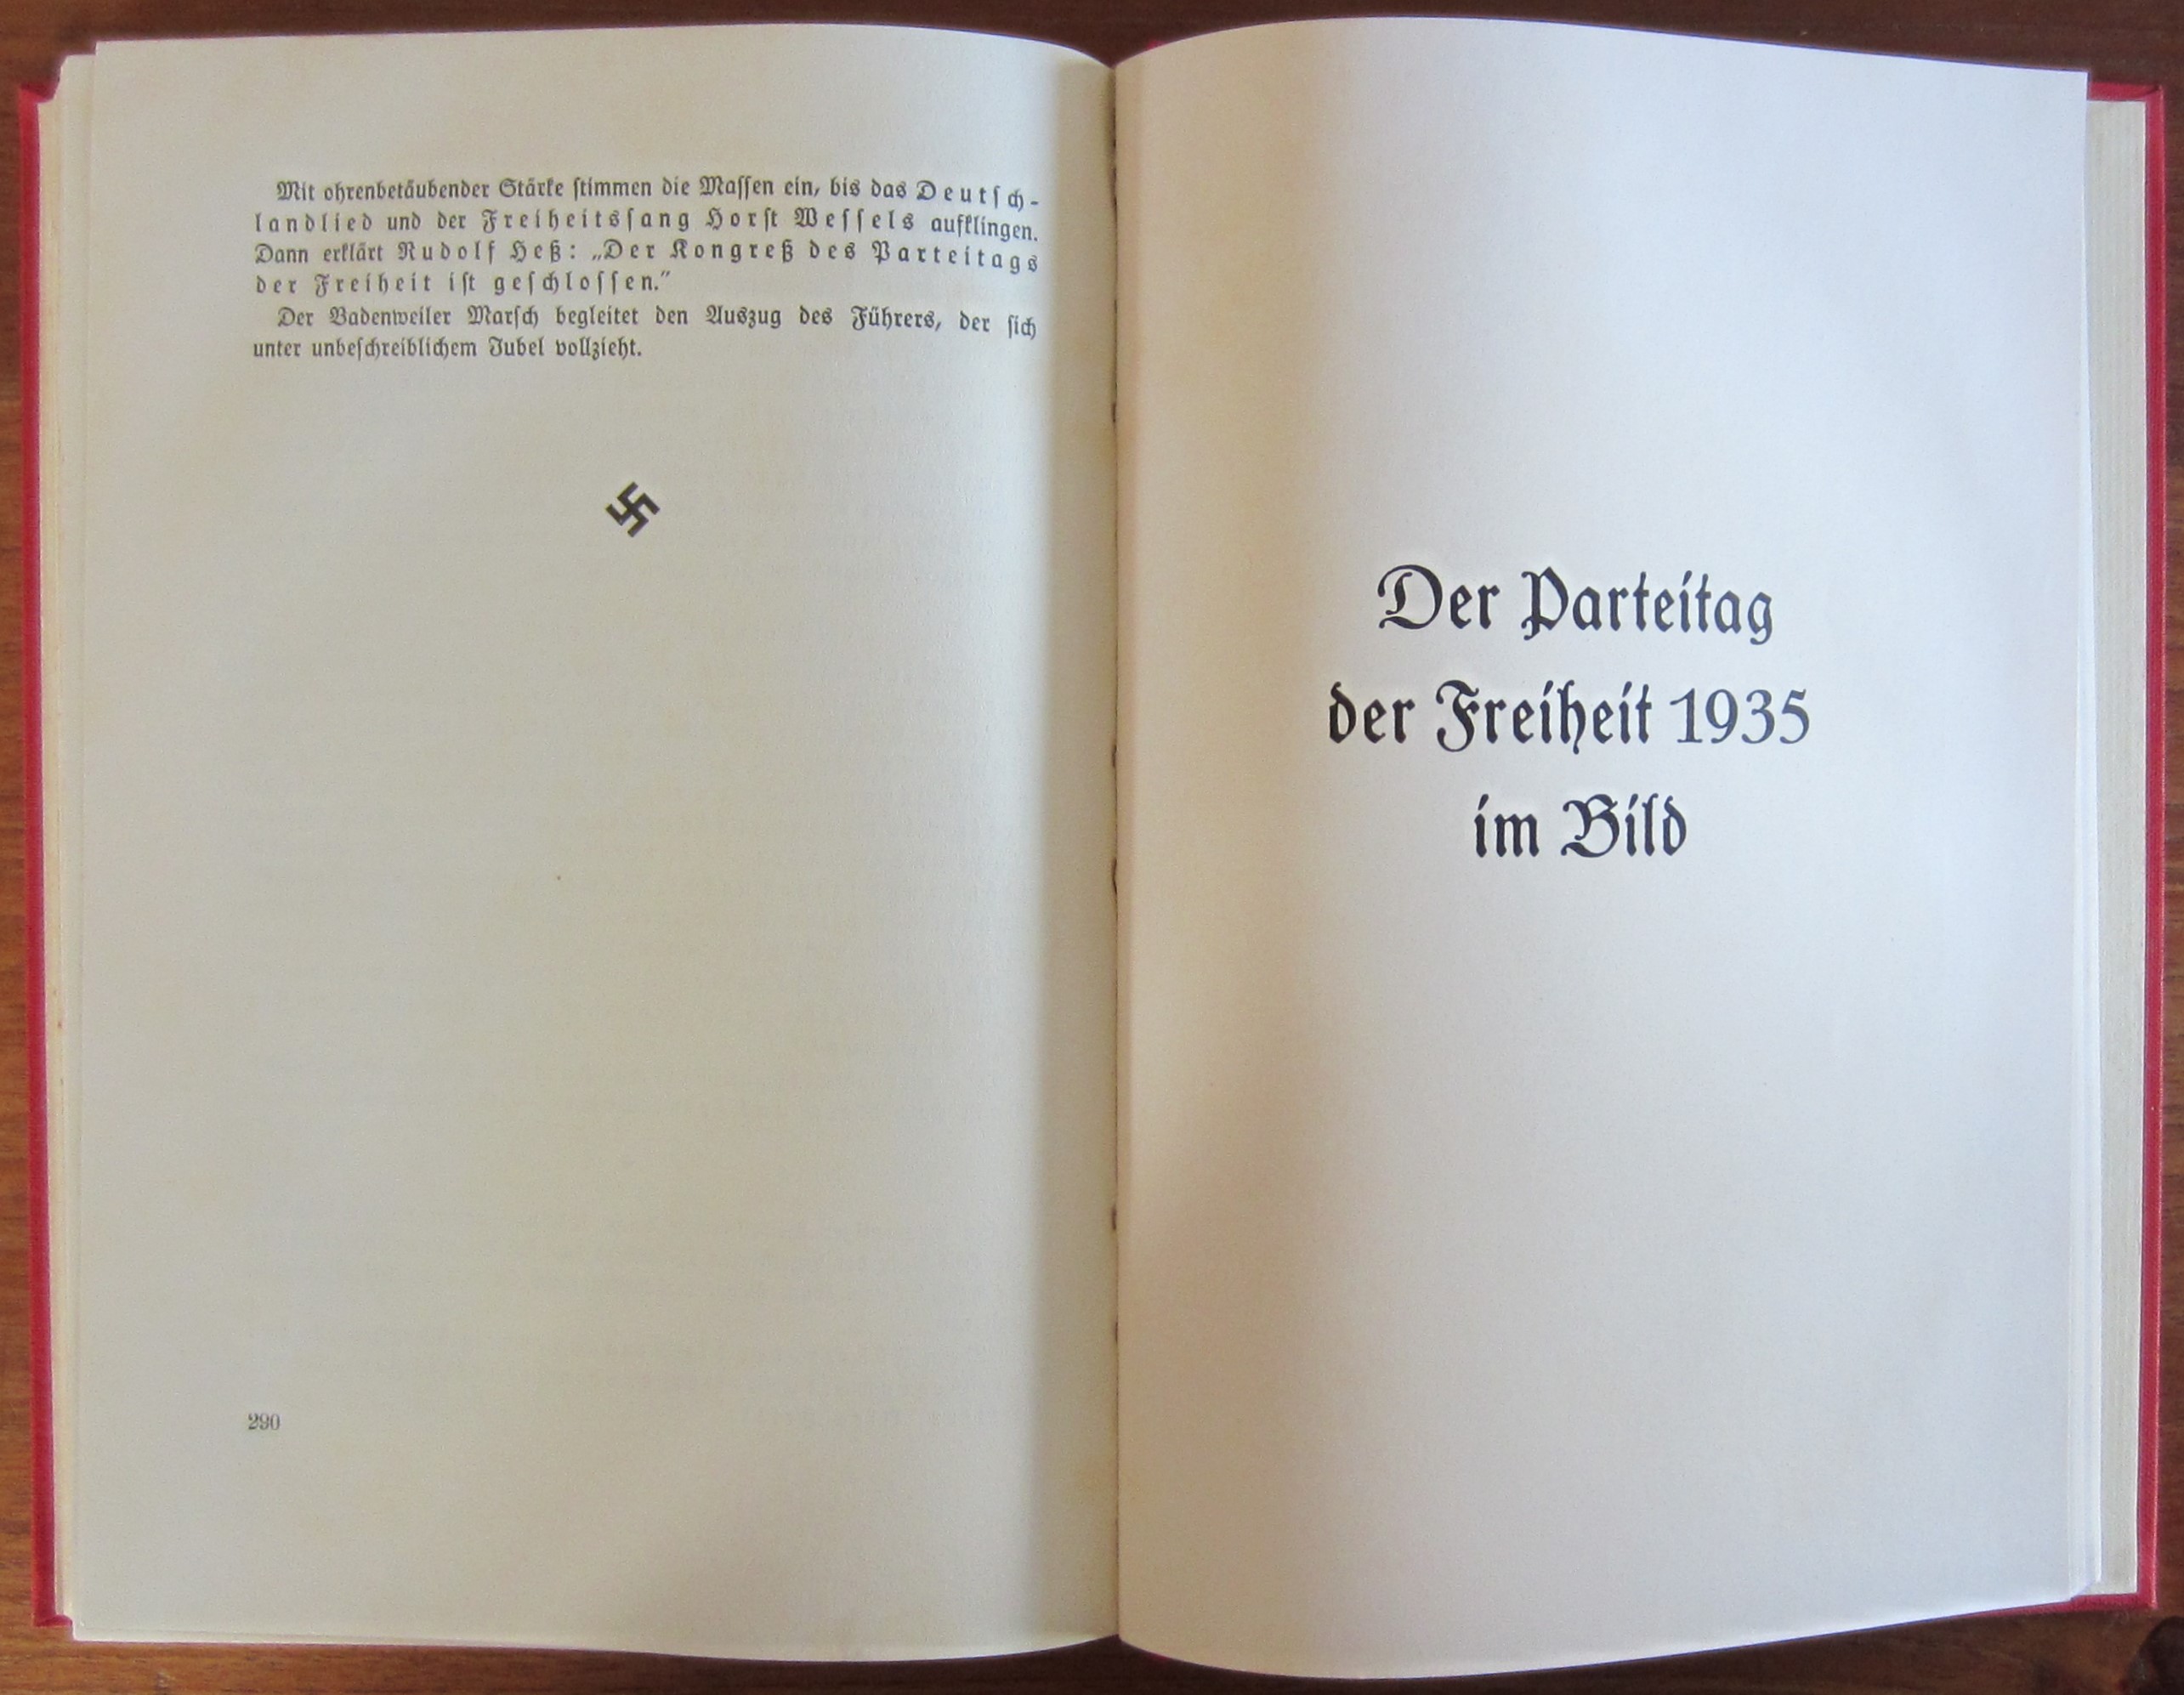 Mit ohrenbetäubender Stärke ſtimmen die Maſſen ein, bis das Deutſch-
landlied und der Freiheitsſang Horſt Weſſels aufklingen.
Dann erklärt Rudolf Heß: „Der Kongreß des Parteitags
der Freiheit iſt geſchloſſen.”
Der Badenweiler Marſch begleitet den Auszug des Führers, der ſich
unter unbeſchreiblichem Jubel vollzieht.
290
Der Parteitag
der Freiheit 1935
im Bild